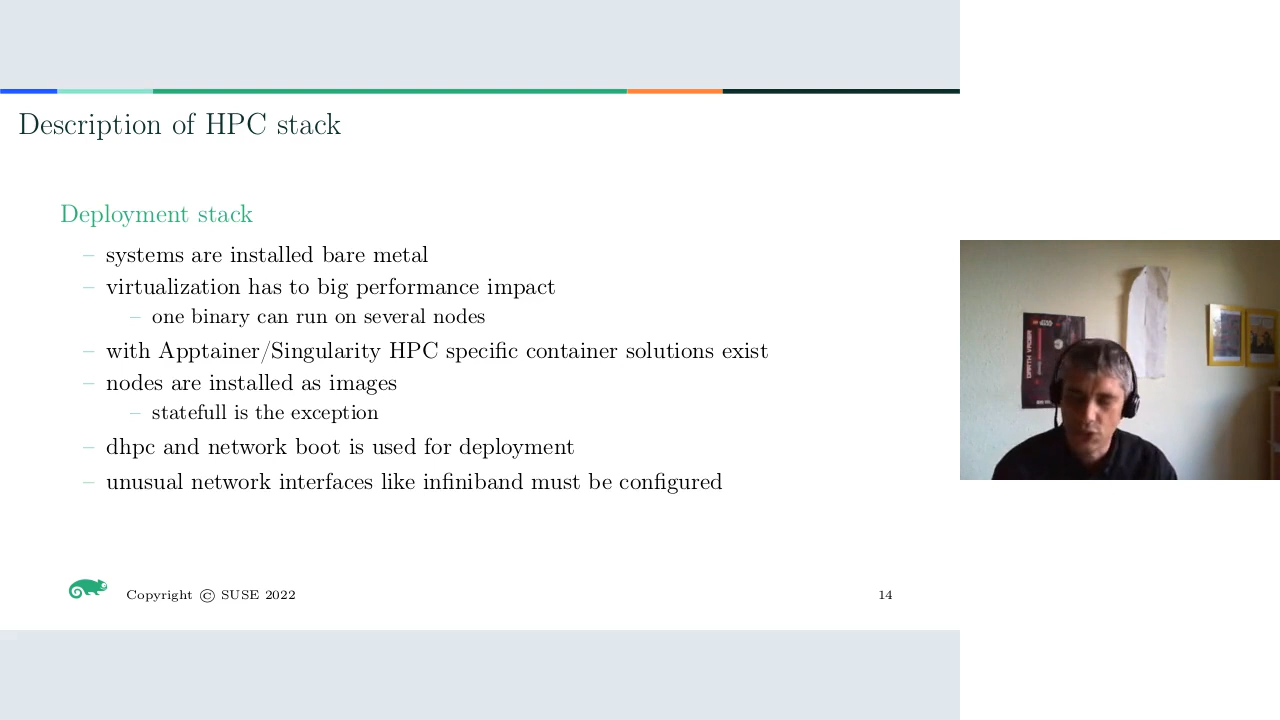 Description of HPC stack
Deployment stack
– systems are installed bare metal
– virtualization has to big performance impact
– one binary can run on several nodes
– with Apptainer/Singularity HPC specific container solutions exist
– nodes are installed as images
– statefull is the exception
– dhpc and network boot is used for deployment
– unusual network interfaces like infiniband must be configured
Copyright © SUSE 2022
14
DARTH VADER